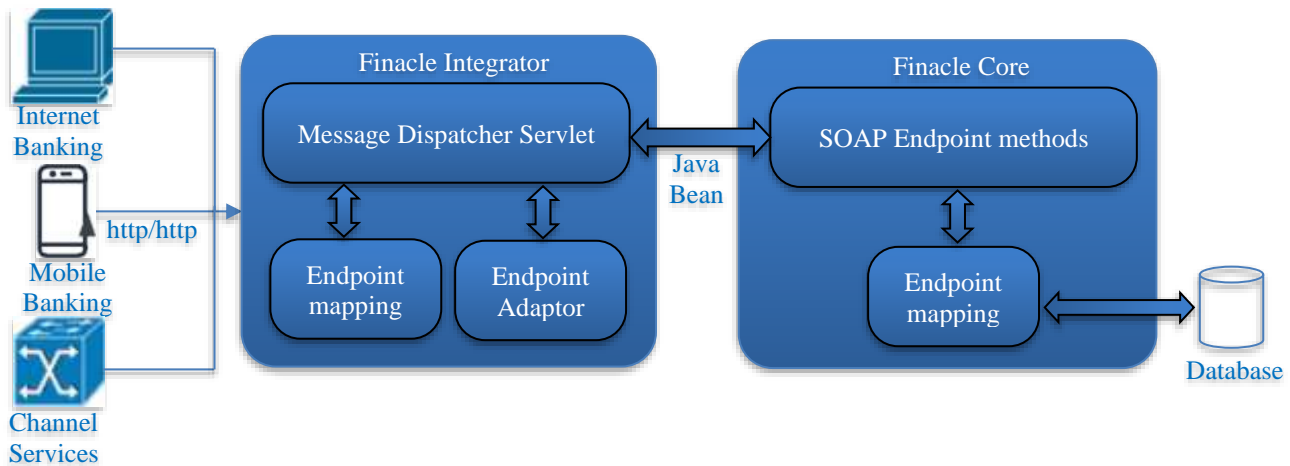 Internet
Banking
http/http
Mobile
Banking
Channel
Services
Finacle Integrator
Message Dispatcher Servlet
Endpoint
mapping
Endpoint
Adaptor
Java
Bean
Finacle Core
SOAP Endpoint methods
Endpoint
mapping
Database